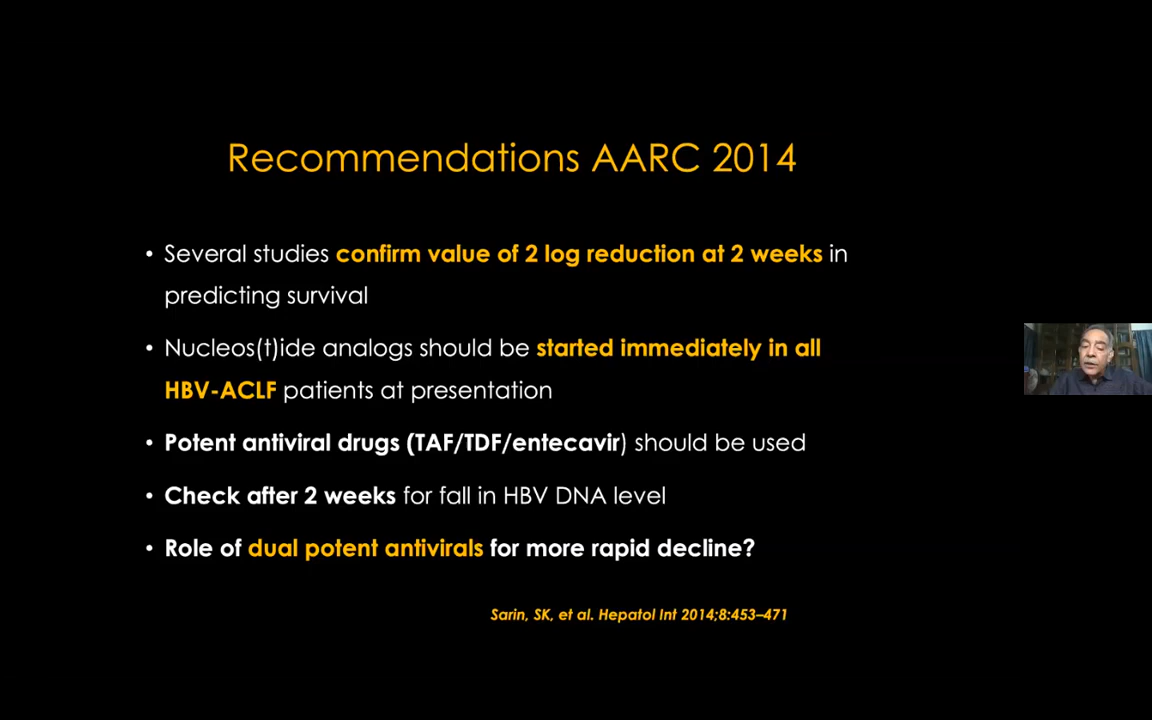 Recommendations AARC 2014
• Several studies confirm value of 2 log reduction at 2 weeks in
predicting survival
• Nucleos(t)ide analogs should be started immediately in all
HBV-ACLF patients at presentation
• Potent antiviral drugs (TAF/TDF/entecavir) should be used
• Check after 2 weeks for fall in HBV DNA level
• Role of dual potent antivirals for more rapid decline?
Sarin, SK, et al. Hepatol Int 2014;8:453–471